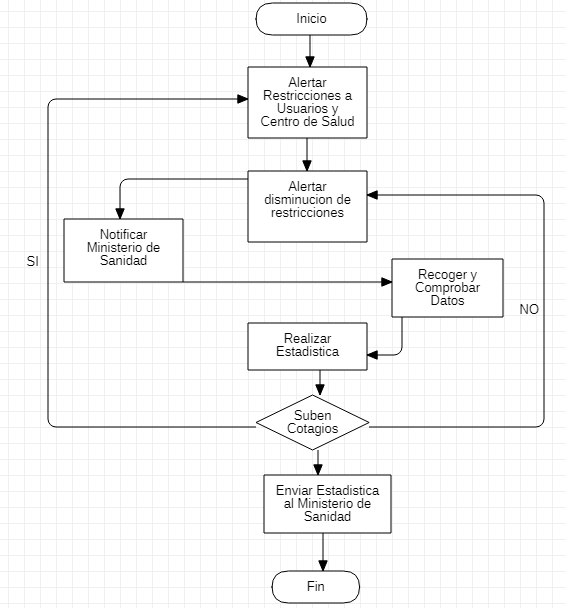 Inicio
Alertar
Restricciones a
Usuarios y
Centro de Salud
Alertar
disminucion de
restricciones
Notificar
Ministerio de
Sanidad
SI
Recoger y
Comprobar
Datos
NO
Realizar
Estadistica
Suben
Cotagios
Enviar Estadistica
al Ministerio de
Sanidad
Fin